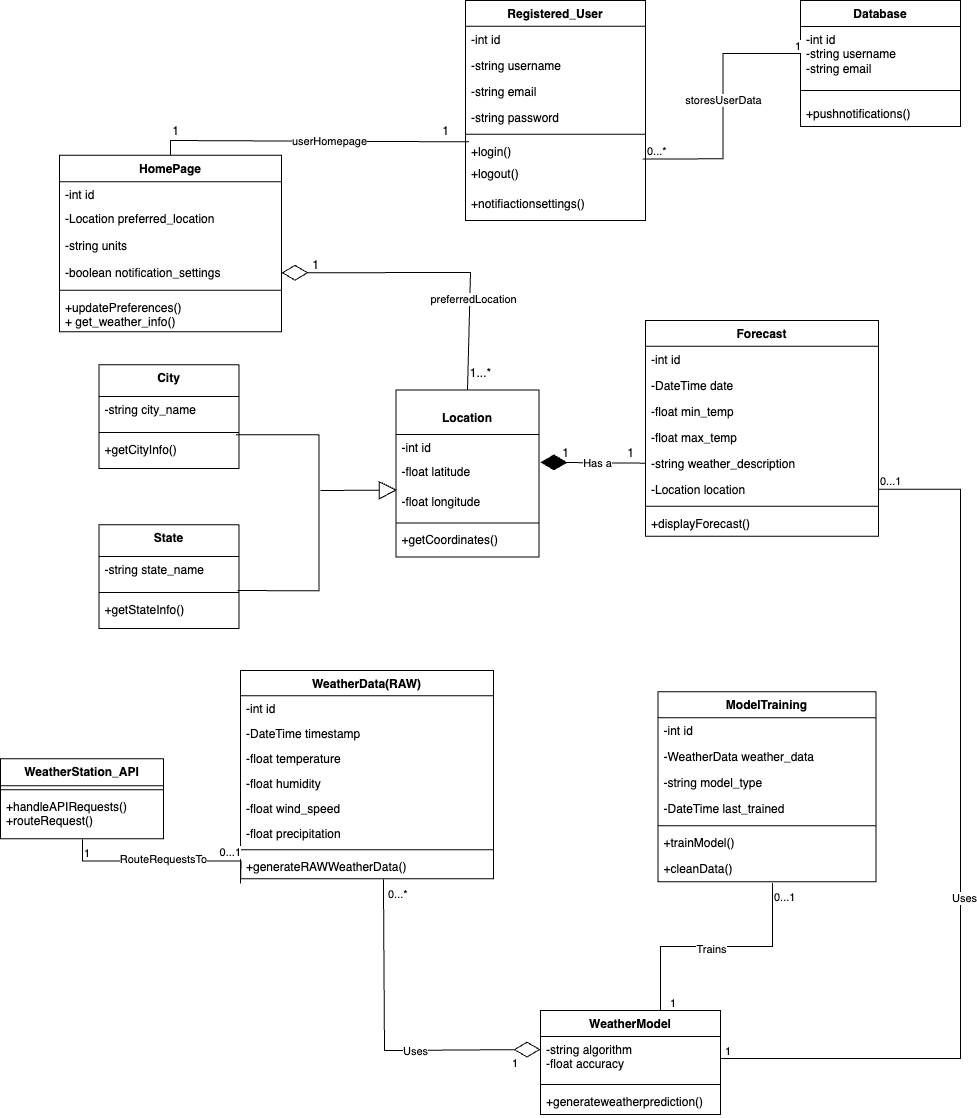 Registered_User
-int id
-string username
-string email
-string password
+login()
+logout()
+notifiactionsettings()
Database
-int id
-string username
-string email
+pushnotifications()
1
storesUserData
0...*
1
userHomepage
1
HomePage
-int id
-Location preferred_location
-string units
-boolean notification_settings
+updatePreferences()
+ get_weather_info()
1
preferredLocation
1...*
City
-string city_name
+getCityInfo()
State
-string state_name
+getStateInfo()
Location
-int id
-float latitude
-float longitude
+getCoordinates()
1
Has a
1
Forecast
-int id
-DateTime date
-float min_temp
-float max_temp
-string weather_description
-Location location
+displayForecast()
0...1
Uses
1
WeatherData(RAW)
-int id
-DateTime timestamp
-float temperature
-float humidity
-float wind_speed
-float precipitation
+generateRAWWeatherData()
WeatherStation_API
+handleAPIRequests()
+routeRequest()
1
RouteRequestsTo
0...1
0...*
Uses
1
ModelTraining
-int id
-WeatherData weather_data
-string model_type
-DateTime last_trained
+trainModel()
+cleanData()
0...1
Trains
1
WeatherModel
-string algorithm
-float accuracy
+generateweatherprediction()